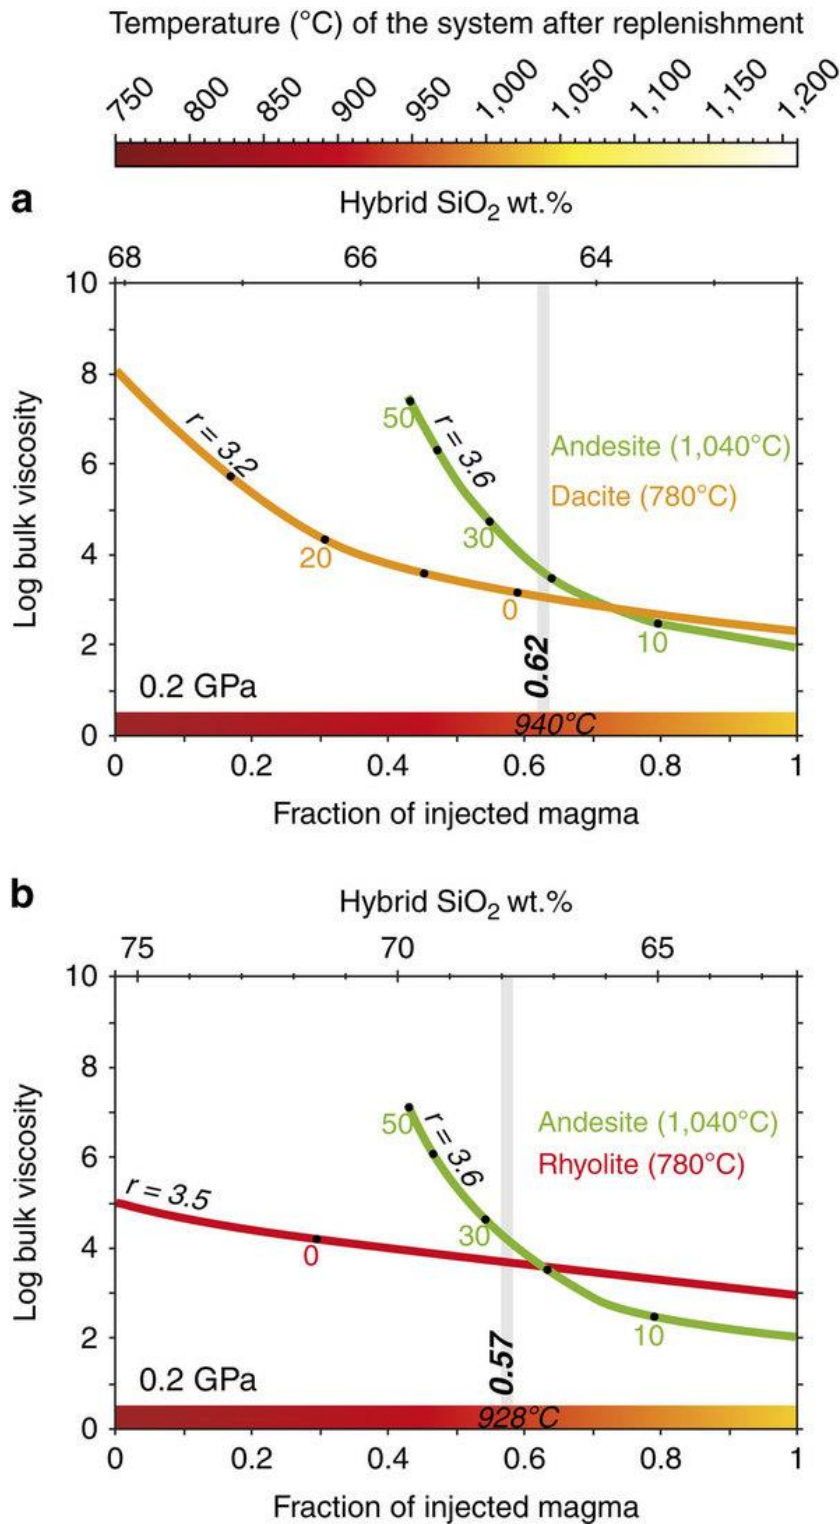 Temperature (°C) of the system after replenishment
750 800 850 900 950 1,000 1,050 1,100 1,150 1,200
a
Hybrid SiO2 wt.%
68 66 64
10
8
6
4
2
0
Log bulk viscosity
r = 3.2
50
r = 3.6
Andesite (1,040°C)
Dacite (780°C)
30
20
0
10
0.62
0.2 GPa
940°C
0 0.2 0.4 0.6 0.8 1
Fraction of injected magma
b
Hybrid SiO2 wt.%
75 70 65
10
8
6
4
2
0
Log bulk viscosity
50
r = 3.6
Andesite (1,040°C)
Rhyolite (780°C)
r = 3.5
30
0
10
0.57
0.2 GPa
928°C
0 0.2 0.4 0.6 0.8 1
Fraction of injected magma